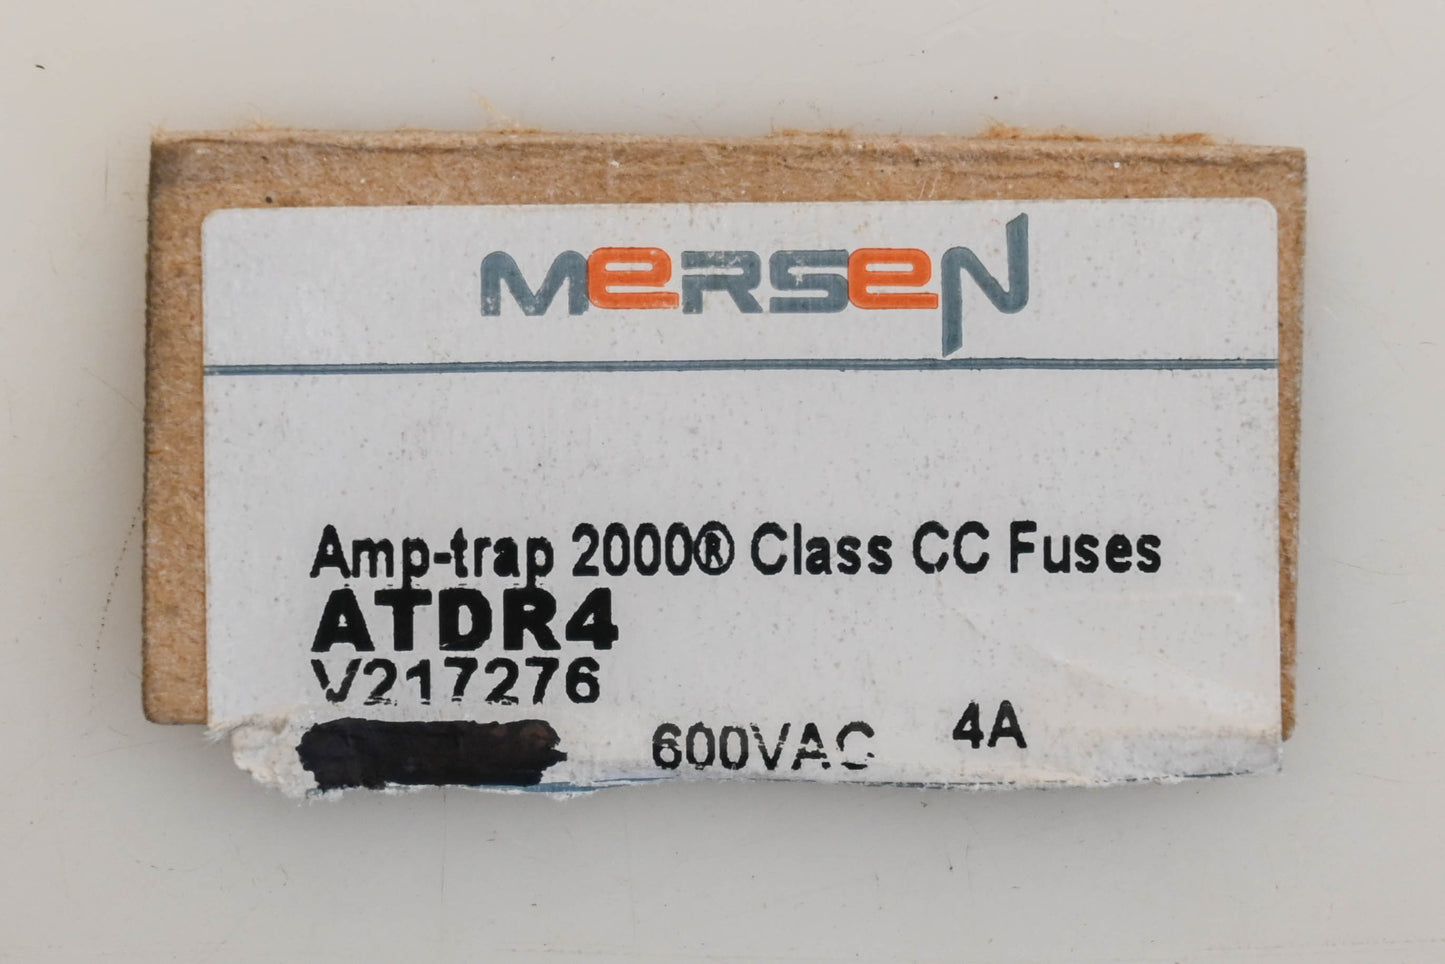 MERSEN
Amp-trap 2000® Class CC Fuses
ATDR4
V217276
600VAC 4A